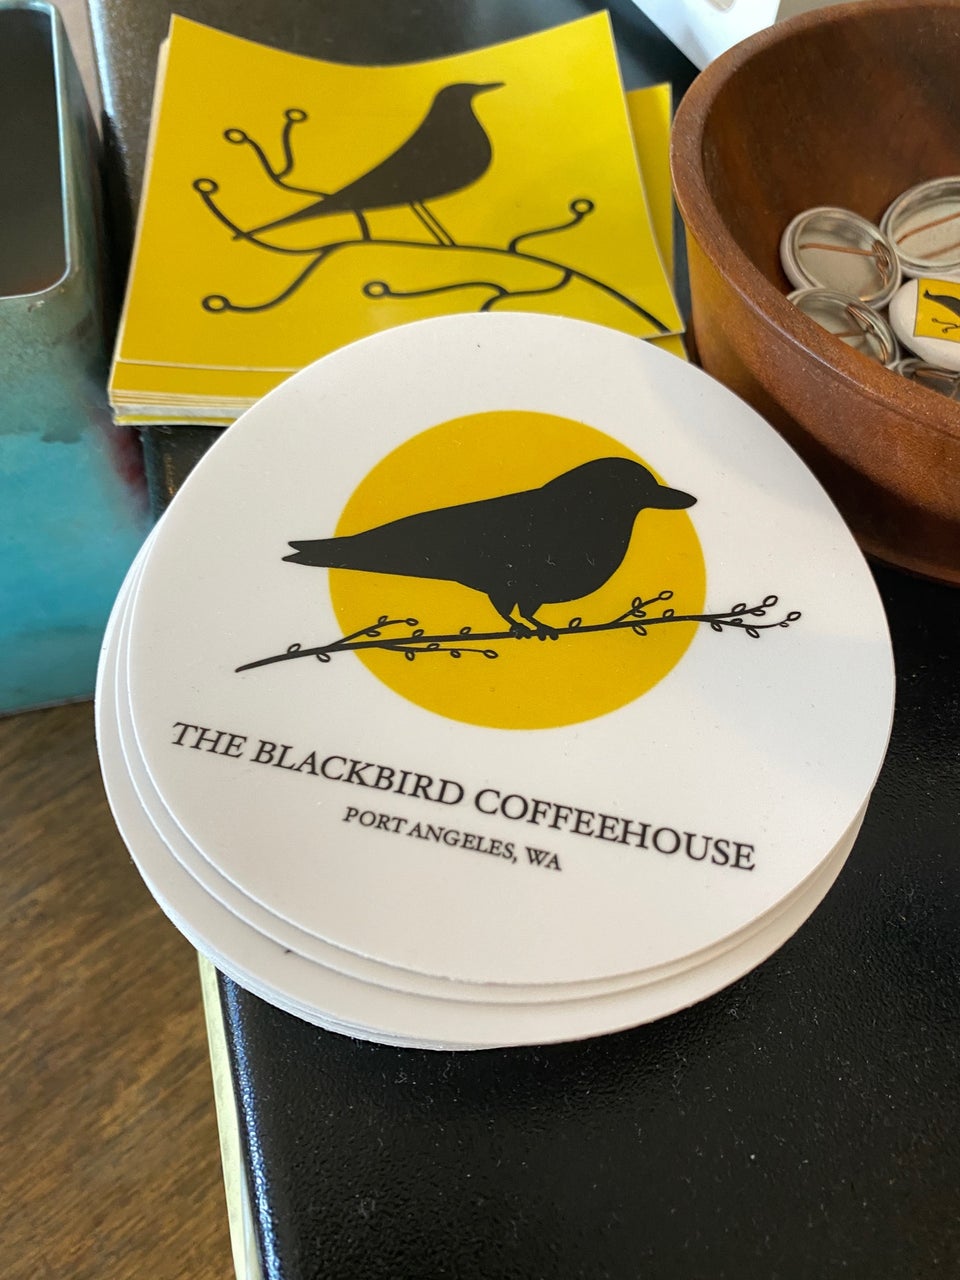 THE BLACKBIRD COFFEEHOUSE
PORT ANGELES, WA